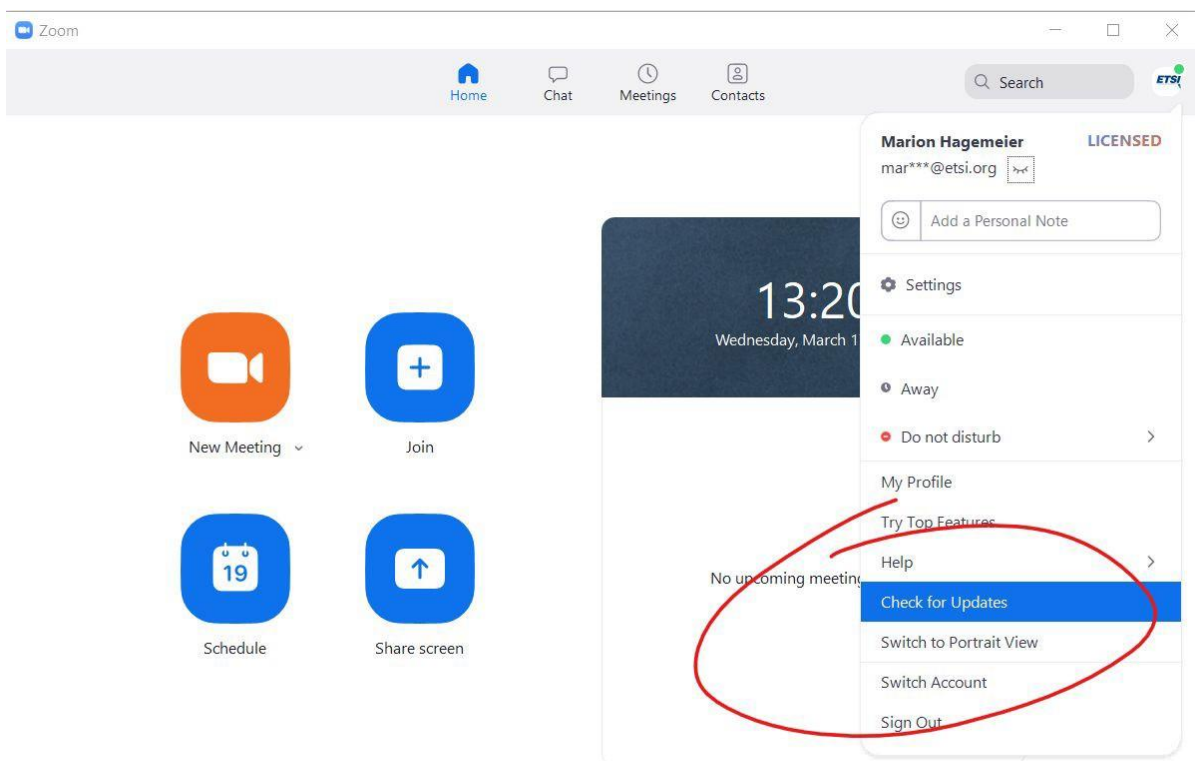 Zoom
Home
Chat
Meetings
Contacts
Search
ETSI
Marion Hagemeier
LICENSED
mar***@etsi.org
Add a Personal Note
Settings
13:20
Wednesday, March 1
Available
Away
Do not disturb
New Meeting
Join
My Profile
Try Top Features
Help
No upcoming meeting
Check for Updates
19
Switch to Portrait View
Schedule
Share screen
Switch Account
Sign Out